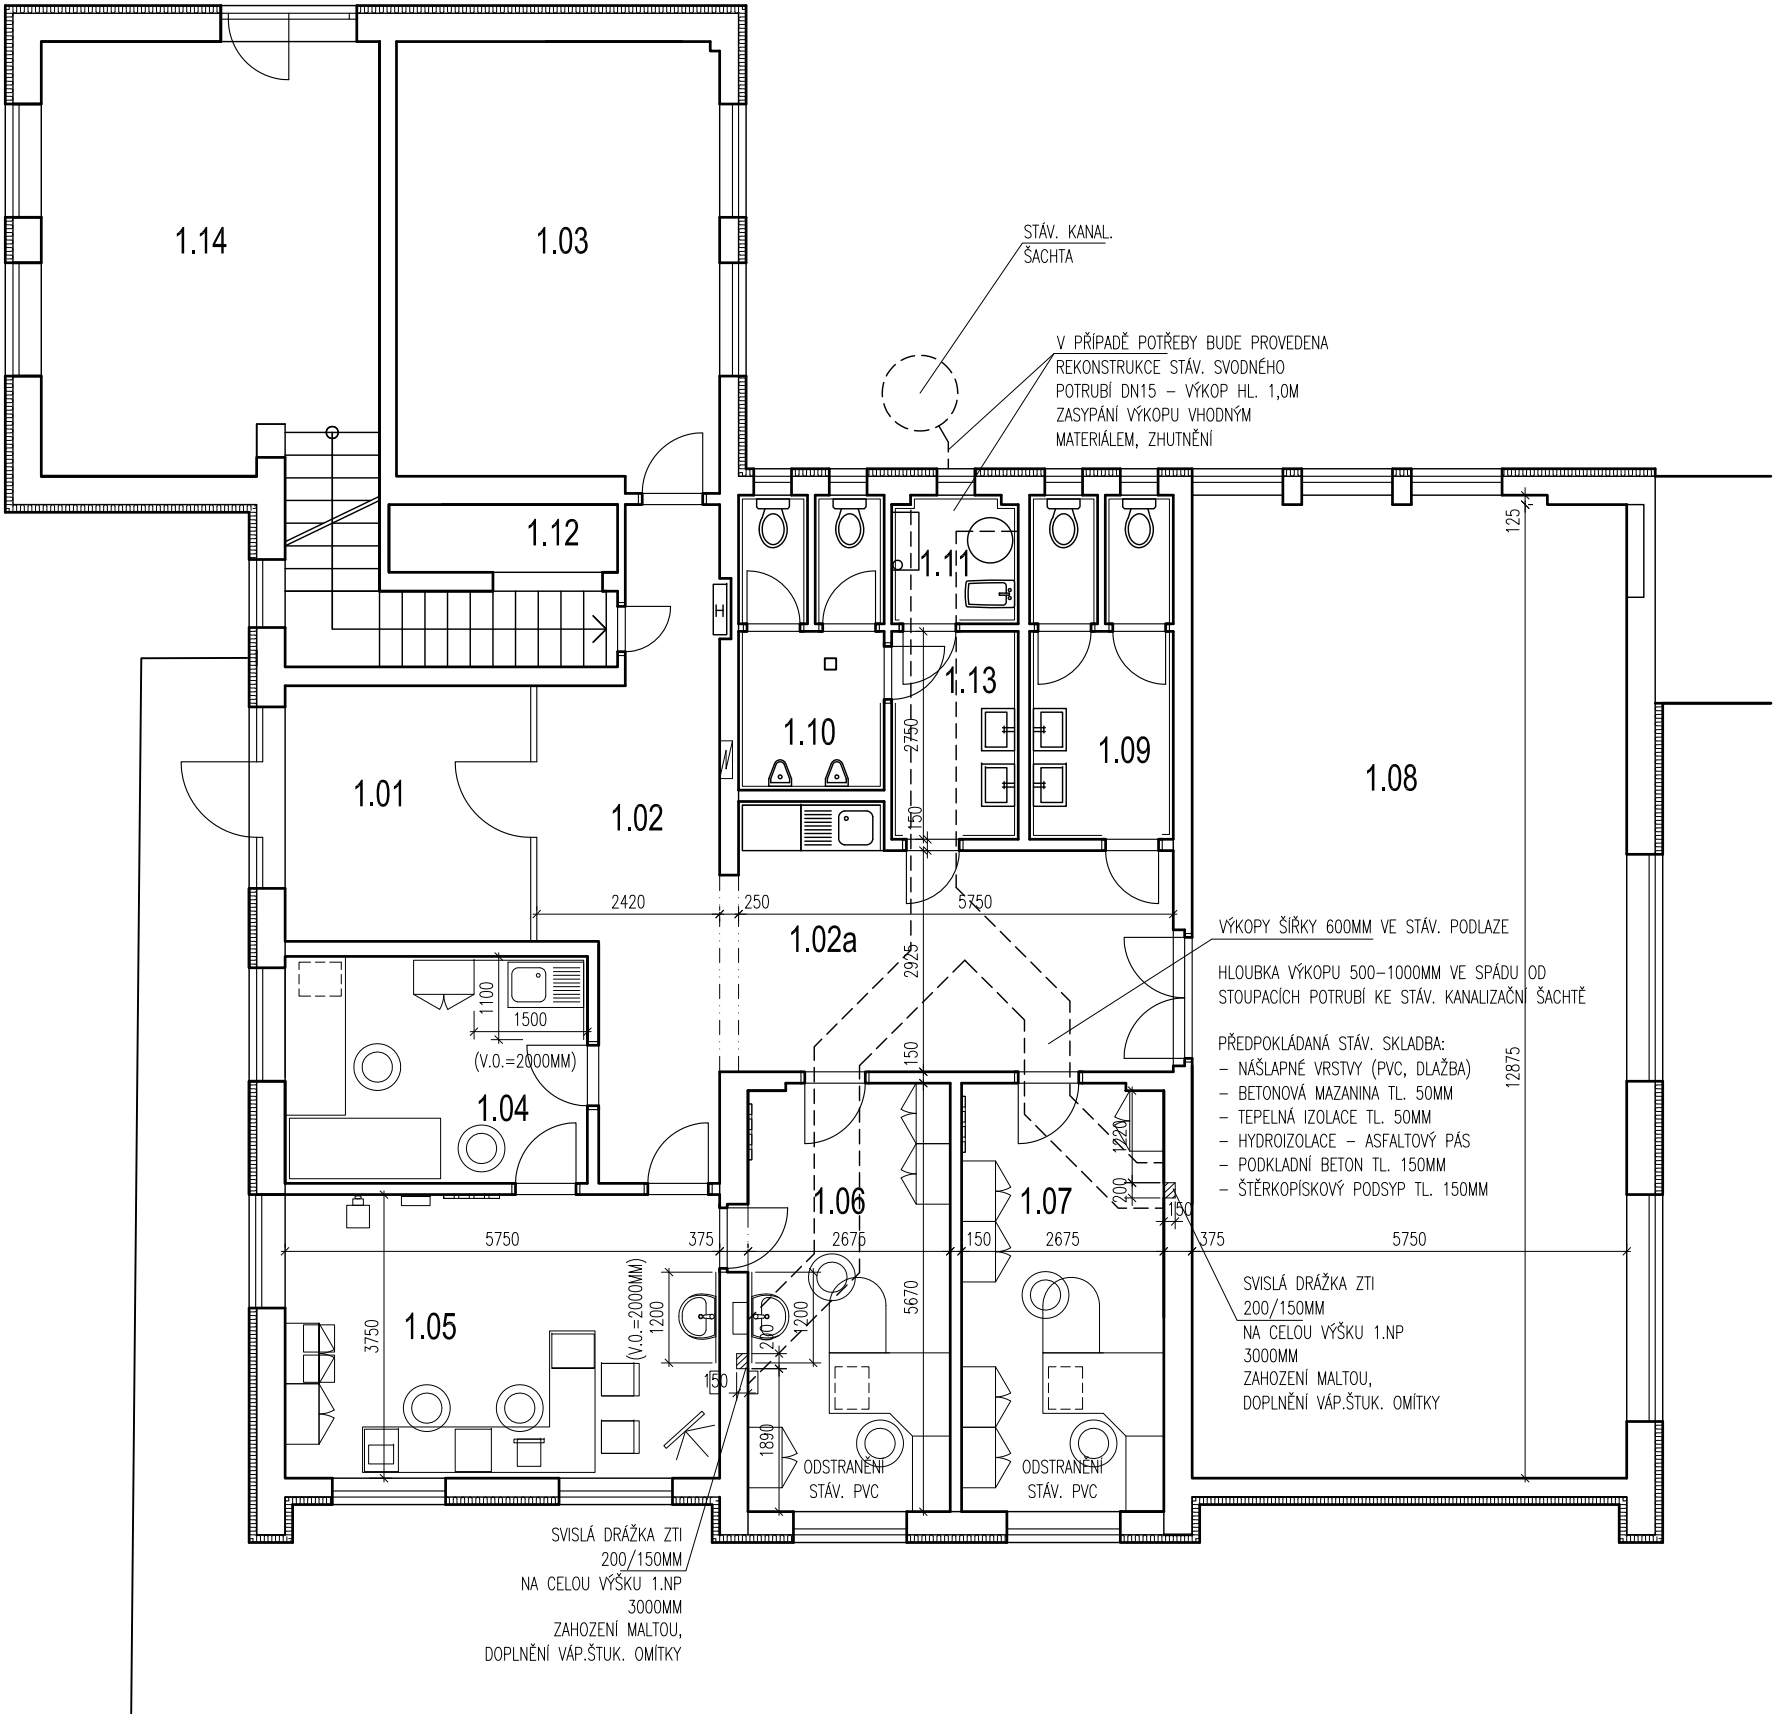 1.14
1.03
STÁV. KANAL.
ŠACHTA
V PŘÍPADĚ POTŘEBY BUDE PROVEDENA
REKONSTRUKCE STÁV. SVODNÉHO
POTRUBÍ DN15 – VÝKOP HL. 1,0M
ZASYPÁNÍ VÝKOPU VHODNÝM
MATERIÁLEM, ZHUTNĚNÍ
1.12
1.11
125
H
1.13
1.10
2750
1.09
1.08
1.01
1.02
150
N
2420
250
5750
1.02a
2925
VÝKOPY ŠÍŘKY 600MM VE STÁV. PODLAZE
HLOUBKA VÝKOPU 500–1000MM VE SPÁDU OD
STOUPACÍCH POTRUBÍ KE STÁV. KANALIZAČNÍ ŠACHTĚ
PŘEDPOKLÁDANÁ STÁV. SKLADBA:
– NÁŠLAPNÉ VRSTVY (PVC, DLAŽBA)
– BETONOVÁ MAZANINA TL. 50MM
– TEPELNÁ IZOLACE TL. 50MM
– HYDROIZOLACE – ASFALTOVÝ PÁS
– PODKLADNÍ BETON TL. 150MM
– ŠTĚRKOPÍSKOVÝ PODSYP TL. 150MM
12875
1100
1500
(V.O.=2000MM)
150
1.04
1220
200
150
1.06
1.07
5750
375
2675
150
2675
375
5750
SVISLÁ DRÁŽKA ZTI
200/150MM
NA CELOU VÝŠKU 1.NP
3000MM
ZAHOZENÍ MALTOU,
DOPLNĚNÍ VÁP.ŠTUK. OMÍTKY
1.05
3750
(V.O.=2000MM)
1200
1200
200
5670
150
1890
ODSTRANĚNÍ
STÁV. PVC
ODSTRANĚNÍ
STÁV. PVC
SVISLÁ DRÁŽKA ZTI
200/150MM
NA CELOU VÝŠKU 1.NP
3000MM
ZAHOZENÍ MALTOU,
DOPLNĚNÍ VÁP.ŠTUK. OMÍTKY